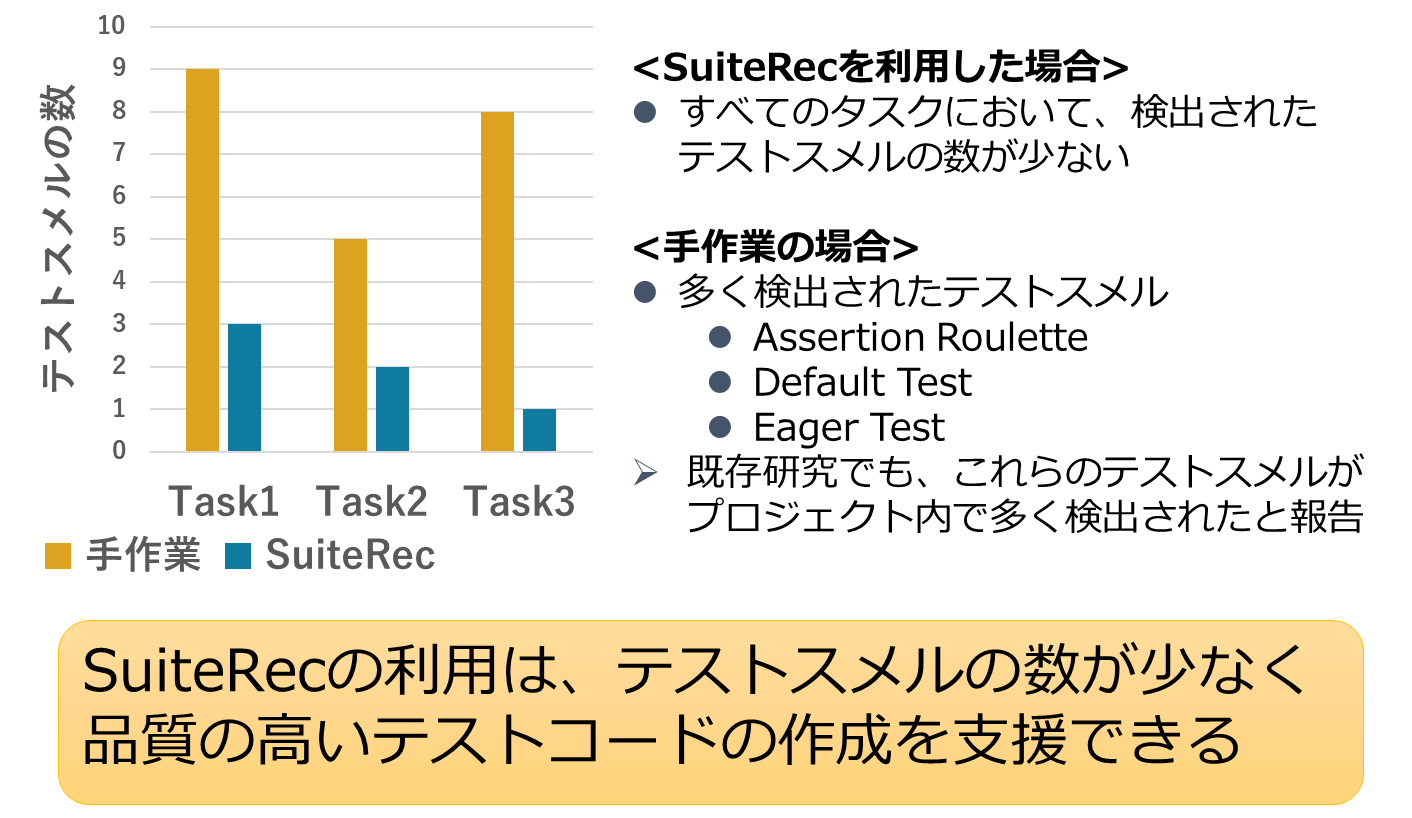 テストスメルの数
10
9
8
7
6
5
4
3
2
1
0
Task1 Task2 Task3
手作業 SuiteRec
<SuiteRecを利用した場合>
すべてのタスクにおいて、検出された
テストスメルの数が少ない
<手作業の場合>
多く検出されたテストスメル
Assertion Roulette
Default Test
Eager Test
既存研究でも、これらのテストスメルが
プロジェクト内で多く検出されたと報告
SuiteRecの利用は、テストスメルの数が少なく
品質の高いテストコードの作成を支援できる